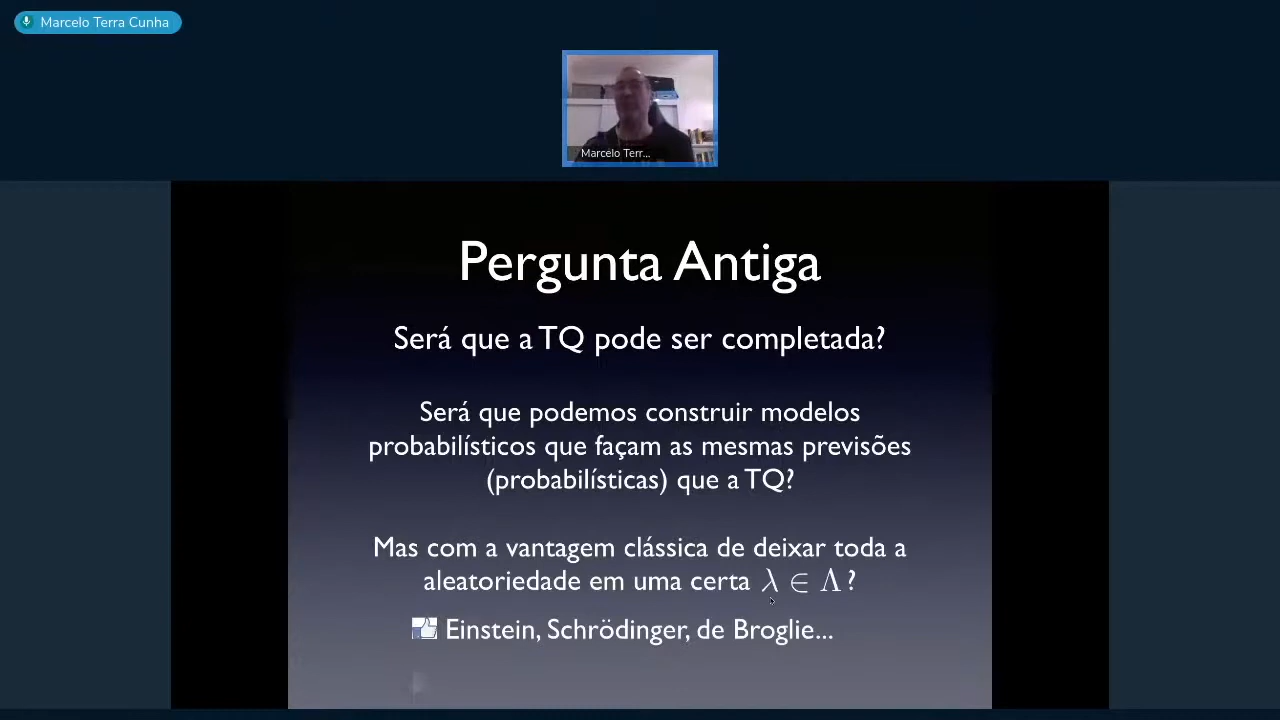 Marcelo Terra Cunha
Marcelo Terr...
Pergunta Antiga
Será que a TQ pode ser completada?
Será que podemos construir modelos
probabilísticos que façam as mesmas previsões
(probabilísticas) que a TQ?
Mas com a vantagem clássica de deixar toda a
aleatoriedade em uma certa λ ∈ Λ ?
Einstein, Schrödinger, de Broglie...